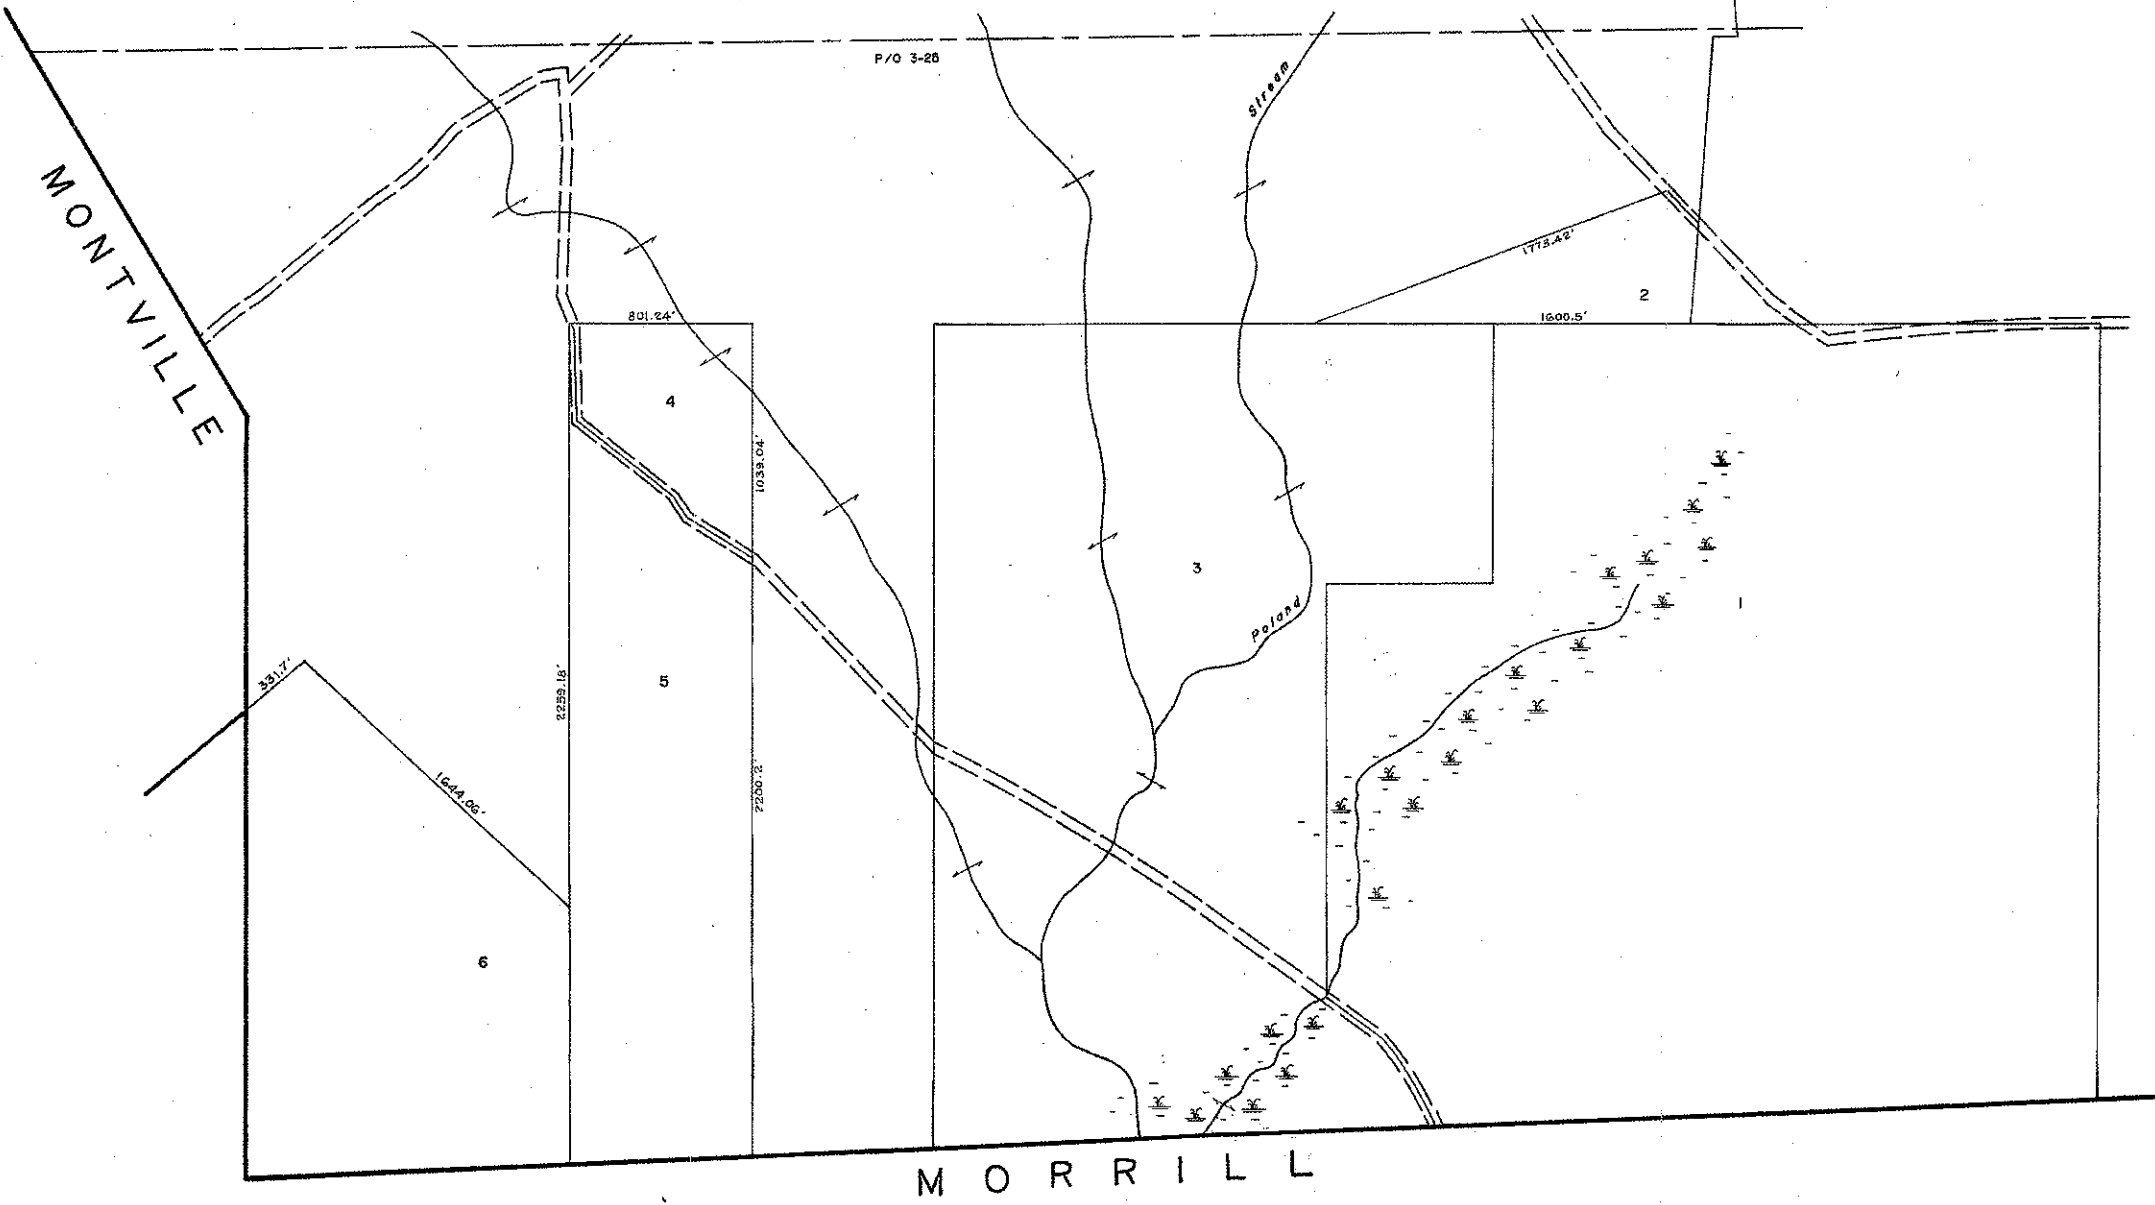 P/O 3-28
Stream
MONTVILLE
1773.42'
2
801.24'
1600.5'
4
1039.04'
3
Poland
1
331.7'
2259.18'
5
1644.06'
2200.2'
6
MORRILL